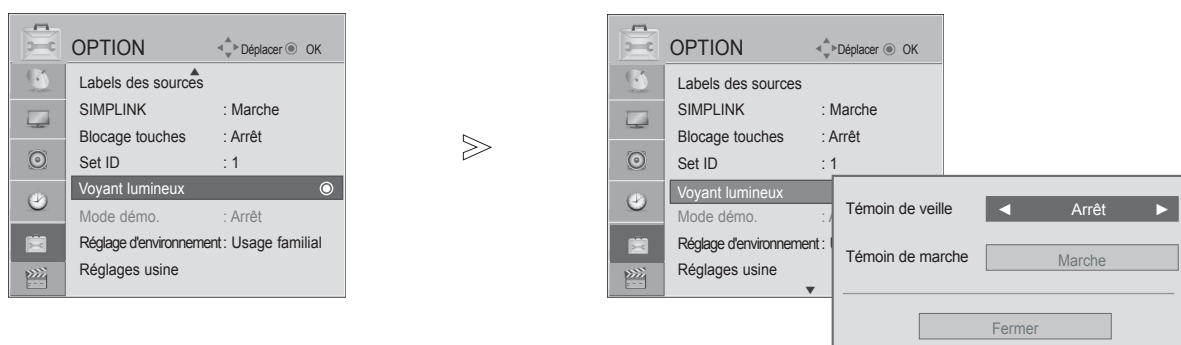 OPTION Déplacer OK
Labels des sources
SIMPLINK : Marche
Blocage touches : Arrêt
Set ID : 1
Voyant lumineux
Mode démo. : Arrêt
Réglage d'environnement : Usage familial
Réglages usine
OPTION Déplacer OK
Labels des sources
SIMPLINK : Marche
Blocage touches : Arrêt
Set ID : 1
Voyant lumineux
Mode démo. :
Réglage d'environnement :
Réglages usine
Témoin de veille ◄ Arrêt ►
Témoin de marche Marche
Fermer